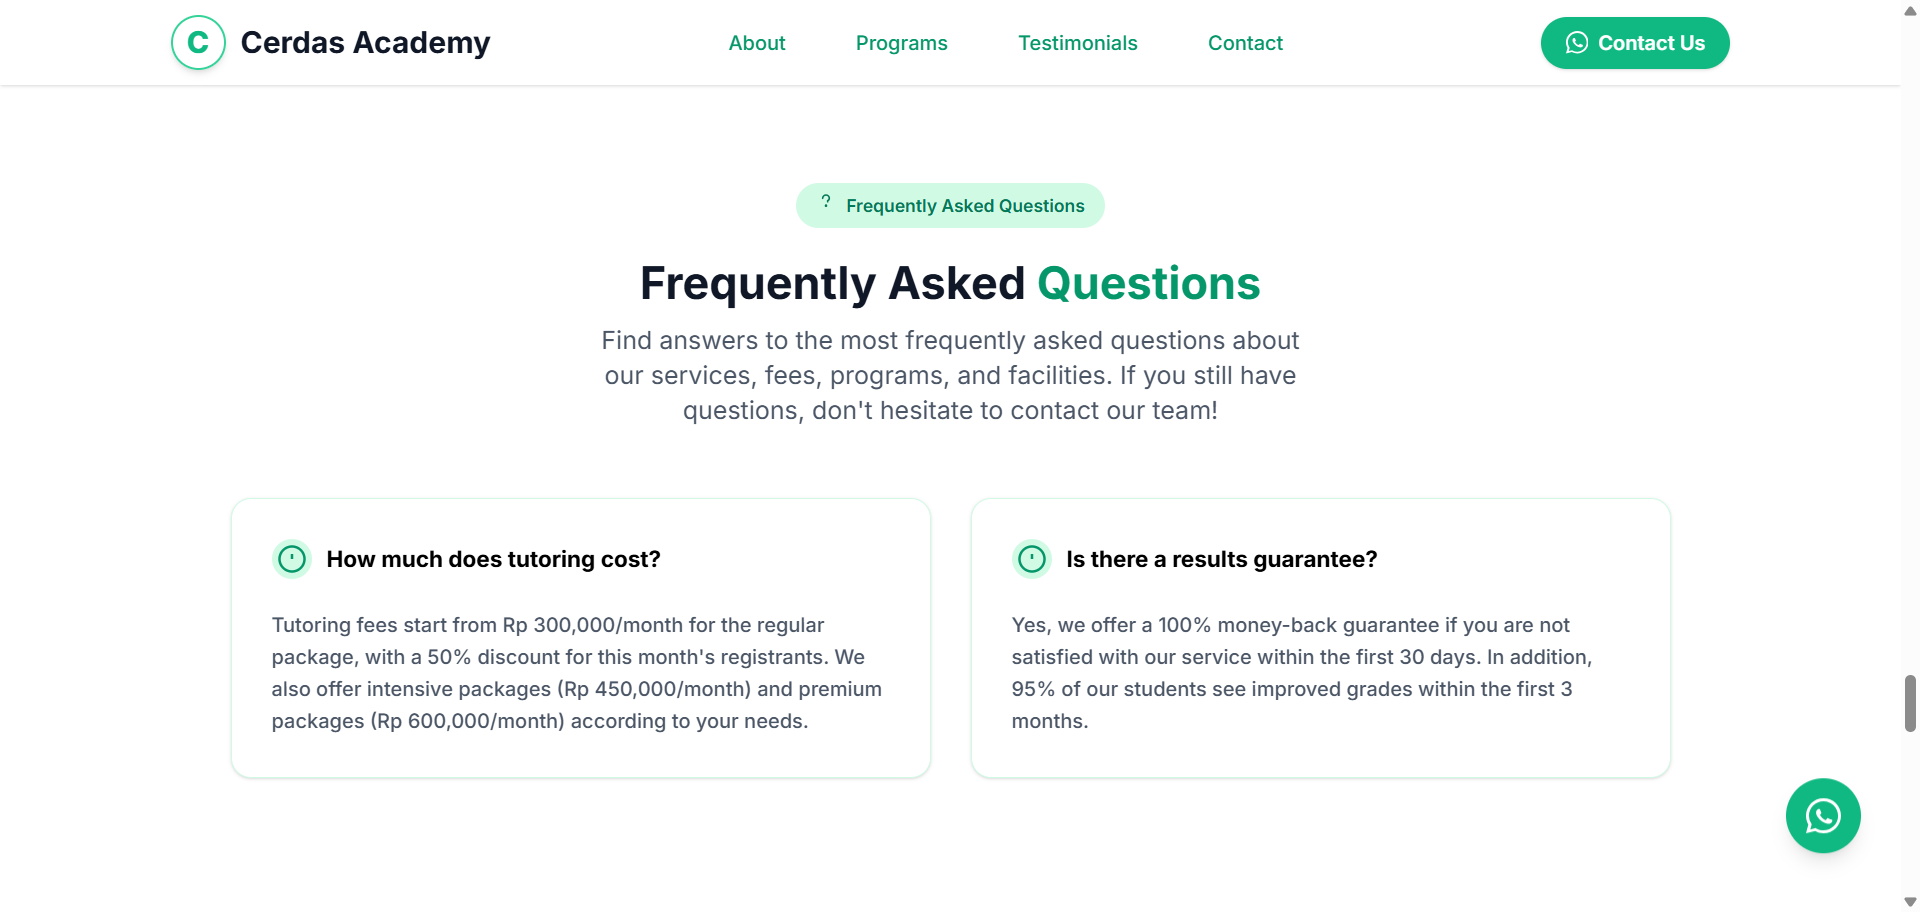 C
Cerdas Academy
About
Programs
Testimonials
Contact
Contact Us
? Frequently Asked Questions
Frequently Asked Questions
Find answers to the most frequently asked questions about
our services, fees, programs, and facilities. If you still have
questions, don't hesitate to contact our team!
How much does tutoring cost?
Tutoring fees start from Rp 300,000/month for the regular
package, with a 50% discount for this month's registrants. We
also offer intensive packages (Rp 450,000/month) and premium
packages (Rp 600,000/month) according to your needs.
Is there a results guarantee?
Yes, we offer a 100% money-back guarantee if you are not
satisfied with our service within the first 30 days. In addition,
95% of our students see improved grades within the first 3
months.